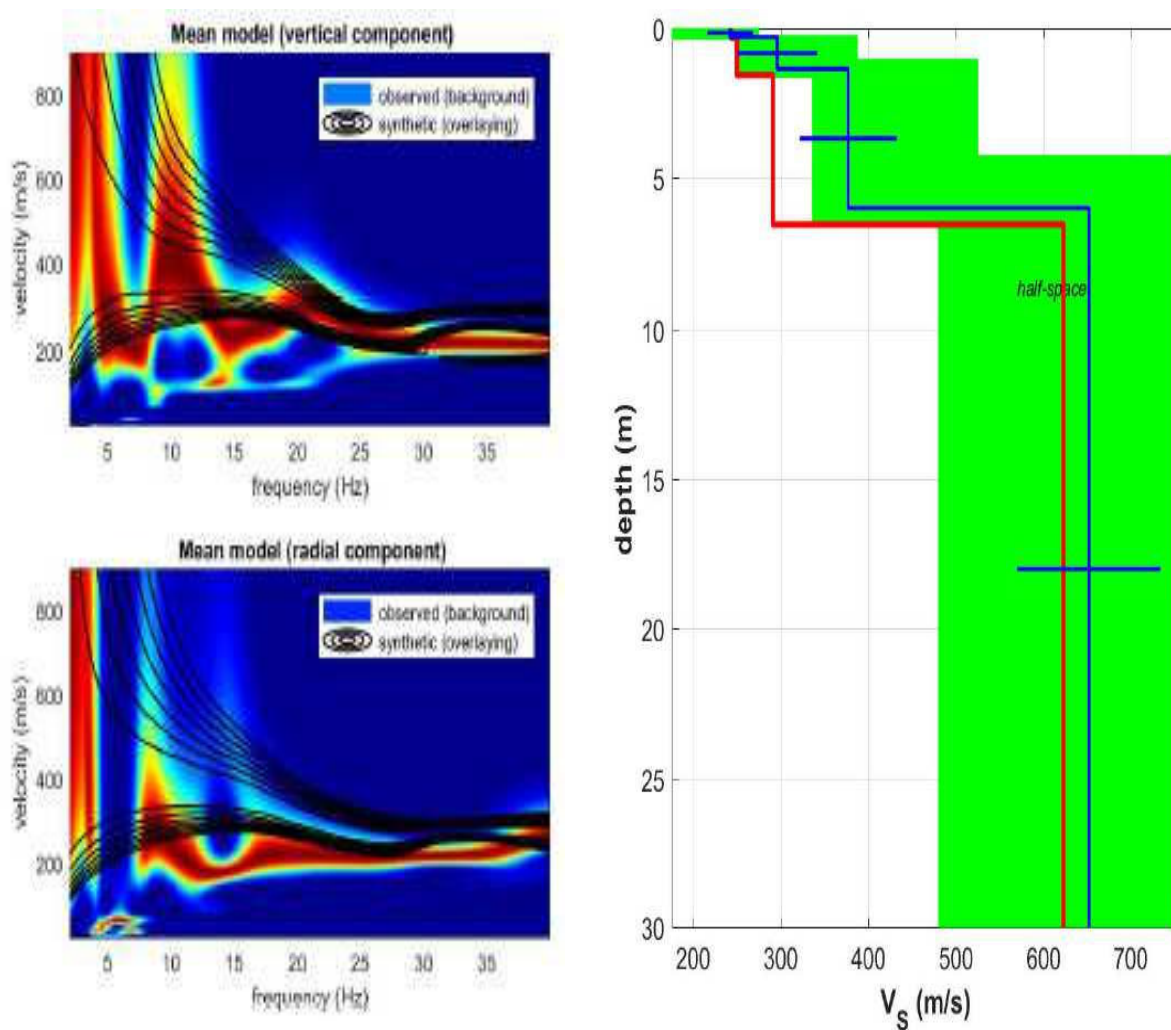 Mean model (vertical component)
observed (background)
synthetic (overlaying)
800
600
400
200
velocity (m/s)
5 10 15 20 25 30 35
frequency (Hz)
Mean model (radial component)
observed (background)
synthetic (overlaying)
800
600
400
200
velocity (m/s)
5 10 15 20 25 30 35
frequency (Hz)
0
5
10
15
20
25
30
depth (m)
half-space
200 300 400 500 600 700
VS (m/s)